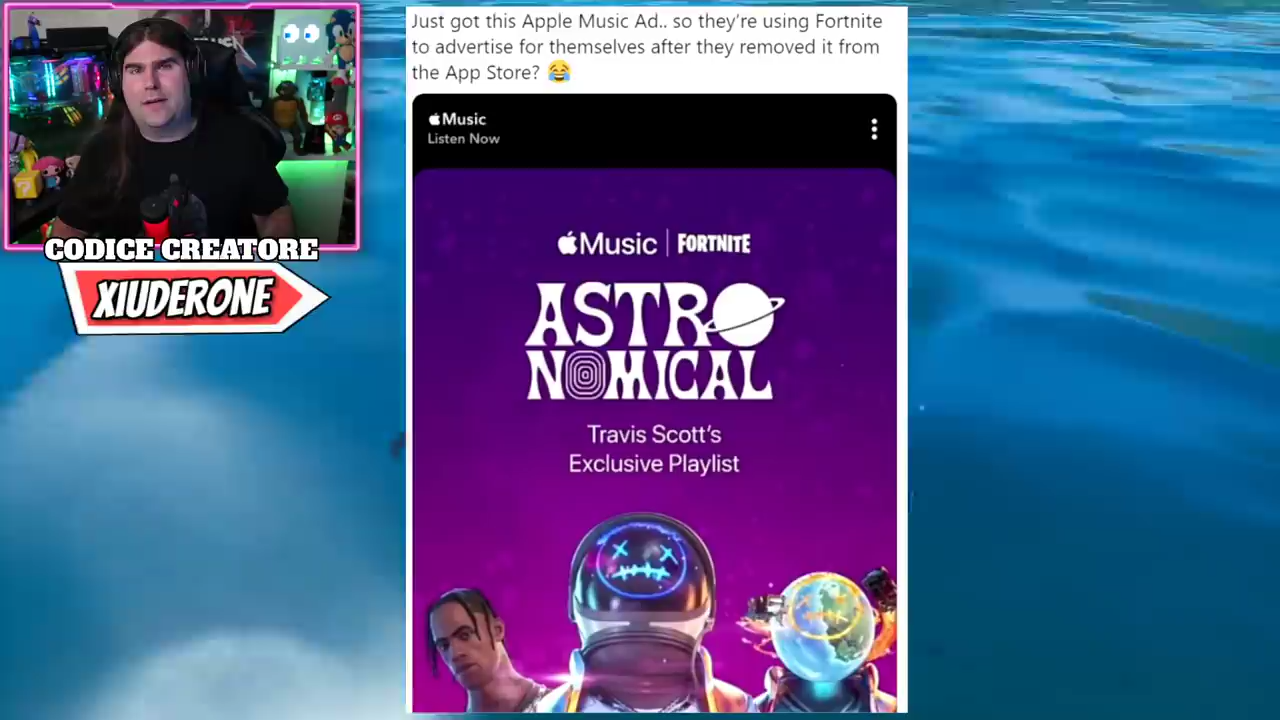 Just got this Apple Music Ad.. so they're using Fortnite
to advertise for themselves after they removed it from
the App Store? 😂
Music
Listen Now
CODICE CREATORE
XIUDERONE
Music | FORTNITE
ASTRO
NOMICAL
Travis Scott's
Exclusive Playlist